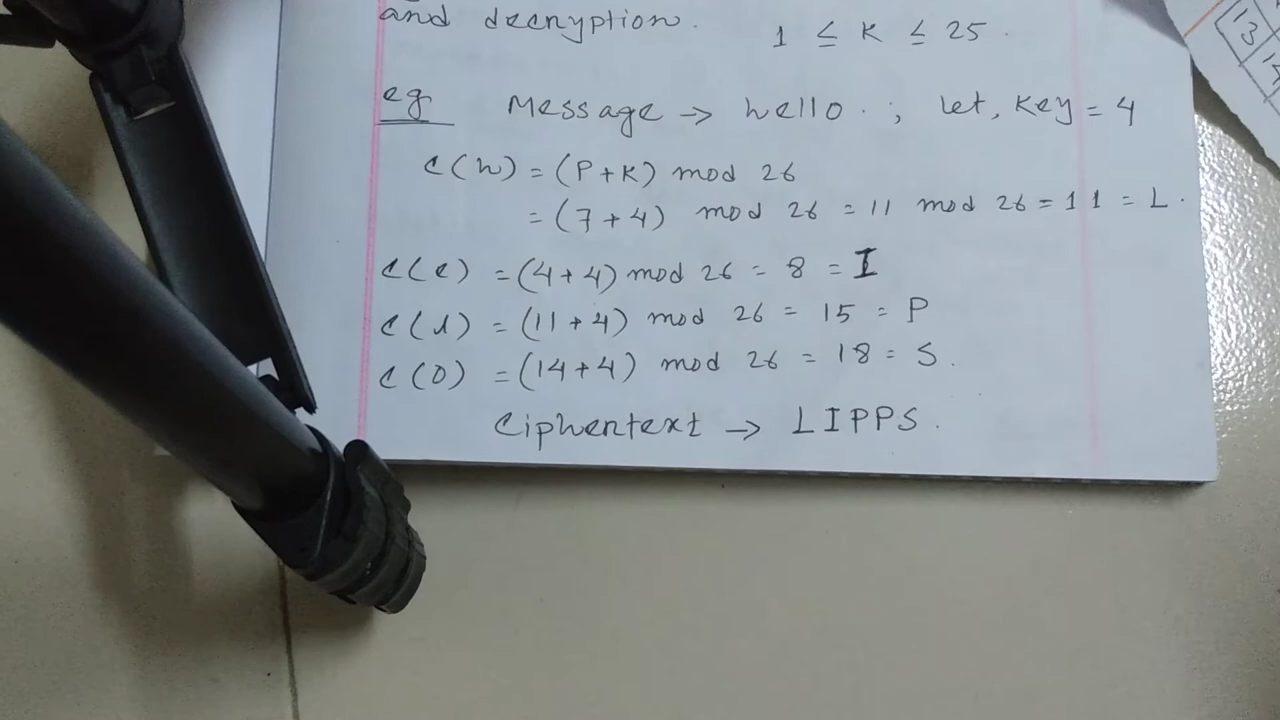 and decryption. 1 ≤ K ≤ 25.
eg Message → hello. ; let, Key = 4
C(h) = (P+K) mod 26
= (7+4) mod 26 = 11 mod 26 = 11 = L.
C(e) = (4+4) mod 26 = 8 = I
C(l) = (11+4) mod 26 = 15 = P
C(O) = (14+4) mod 26 = 18 = S.
Ciphertext → LIPPS.
13